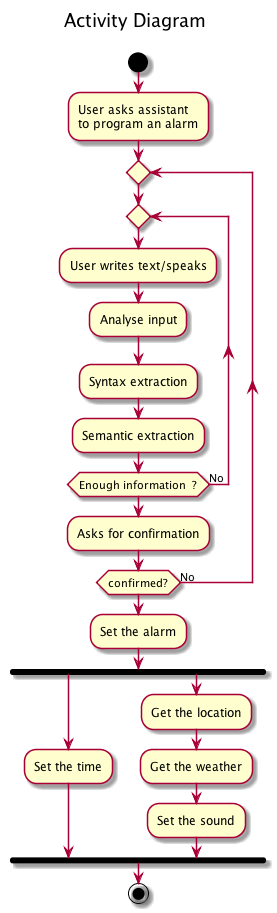 Activity Diagram
User asks assistant
to program an alarm
User writes text/speaks
Analyse input
Syntax extraction
Semantic extraction
Enough information ?
No
Asks for confirmation
confirmed?
No
Set the alarm
Get the location
Set the time
Get the weather
Set the sound